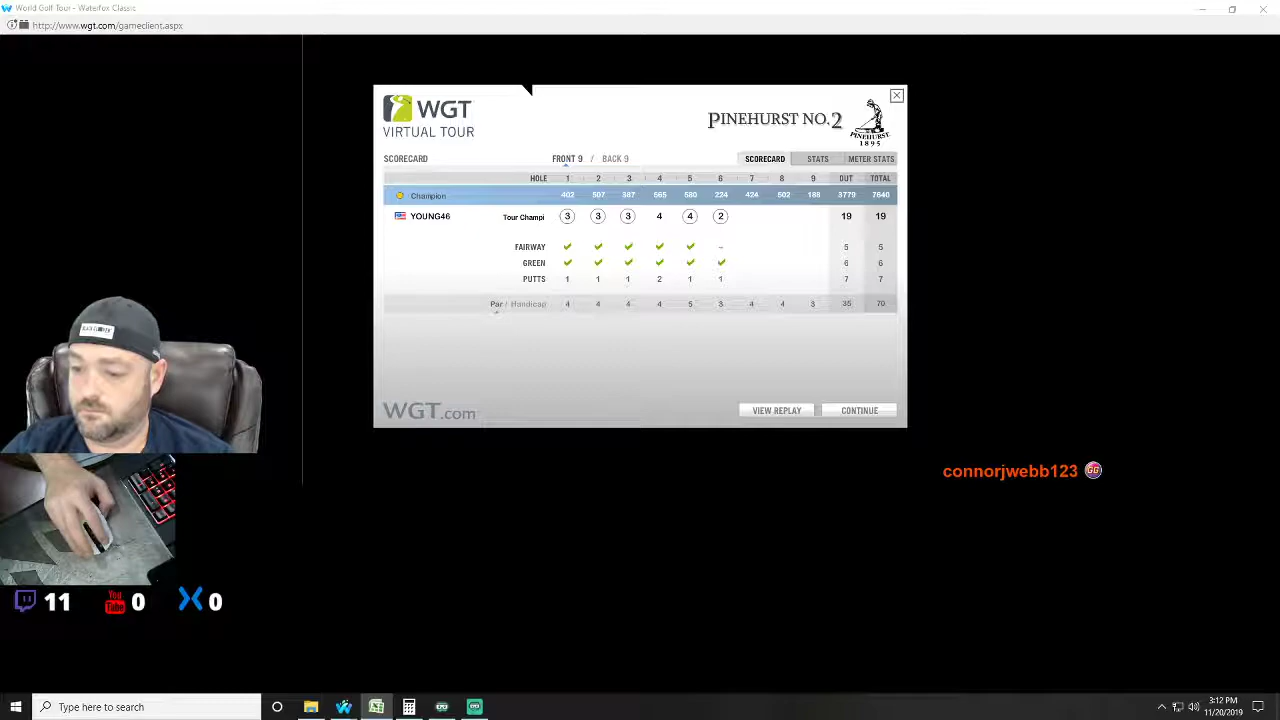 World Golf Tour - Waterfox Classic
http://www.wgt.com/gameclient.aspx
WGT
VIRTUAL TOUR
PINEHURST NO.2
PINEHURST
1895
SCORECARD FRONT 9 / BACK 9 SCORECARD STATS METER STATS
HOLE 1 2 3 4 5 6 7 8 9 OUT TOTAL
Champion 402 507 387 565 580 224 424 502 188 3779 7640
YOUNG46 Tour Champi 3 3 3 4 4 2 19 19
FAIRWAY – 5 5
GREEN 6 6
PUTTS 1 1 1 2 1 1 7 7
Par / Handicap 4 4 4 4 5 3 4 4 3 35 70
WGT.com
VIEW REPLAY CONTINUE
connorjwebb123 GG
11 You Tube 0 0
Type here to search
3:12 PM
11/20/2019